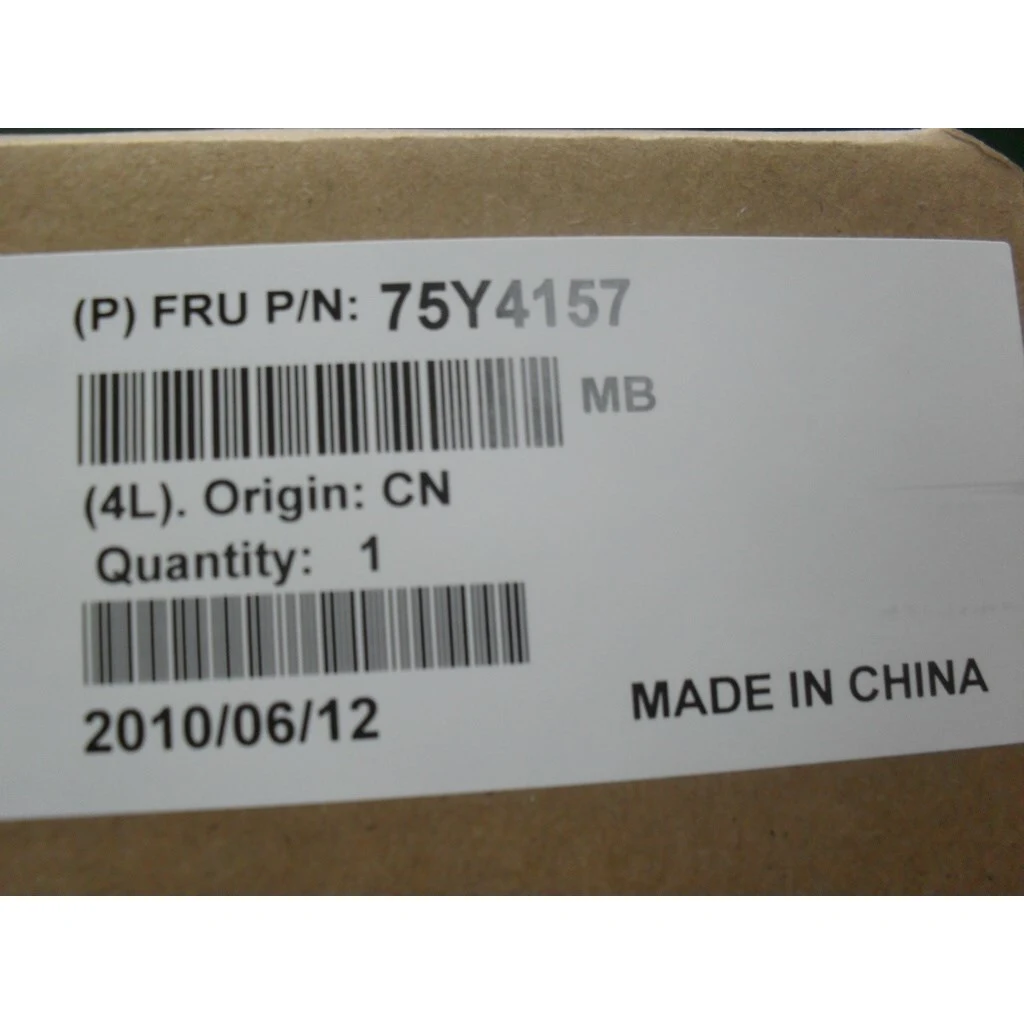 (P) FRU P/N: 75Y4157
MB
(4L). Origin: CN
Quantity: 1
2010/06/12
MADE IN CHINA